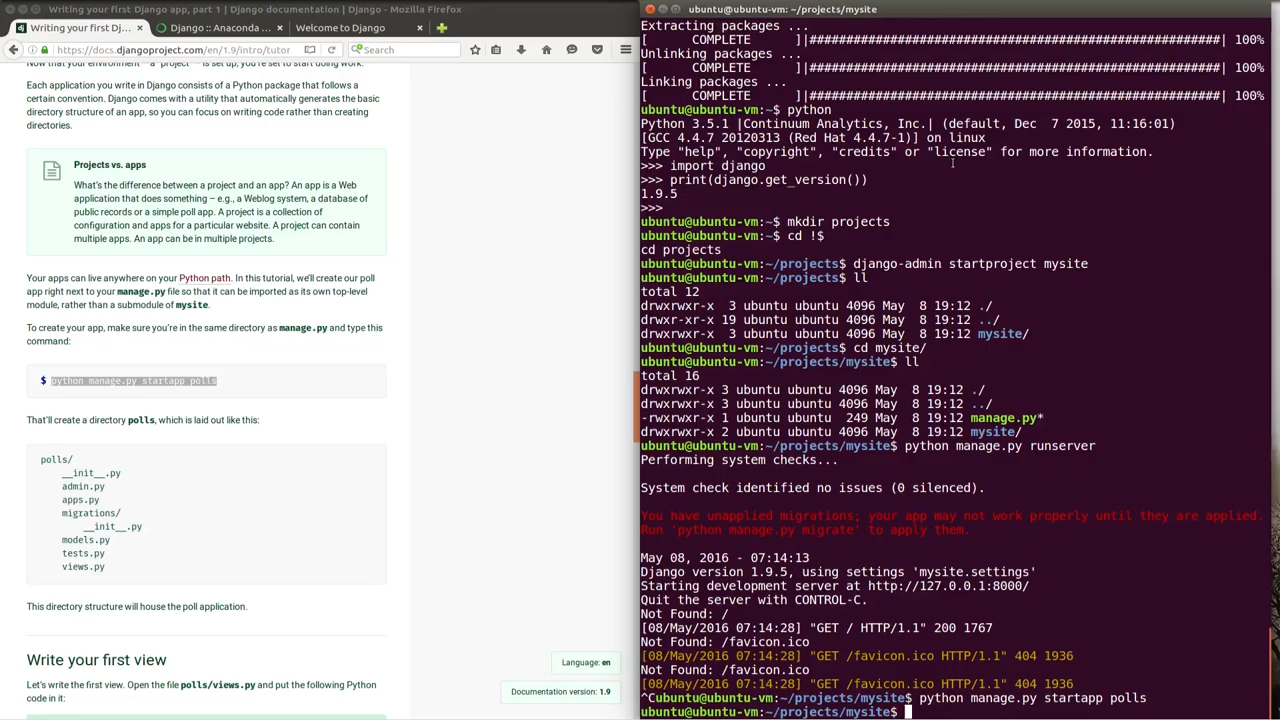 Writing your first Django app, part 1 | Django documentation | Django - Mozilla Firefox
Writing your first Dj... ×
Django :: Anaconda ... ×
Welcome to Django ×
https://docs.djangoproject.com/en/1.9/intro/tutor
Search
Now that your environment – a "project" – is set up, you're set to start doing work.
Each application you write in Django consists of a Python package that follows a
certain convention. Django comes with a utility that automatically generates the basic
directory structure of an app, so you can focus on writing code rather than creating
directories.
Projects vs. apps
What's the difference between a project and an app? An app is a Web
application that does something – e.g., a Weblog system, a database of
public records or a simple poll app. A project is a collection of
configuration and apps for a particular website. A project can contain
multiple apps. An app can be in multiple projects.
Your apps can live anywhere on your Python path. In this tutorial, we'll create our poll
app right next to your manage.py file so that it can be imported as its own top-level
module, rather than a submodule of mysite.
To create your app, make sure you're in the same directory as manage.py and type this
command:
$ python manage.py startapp polls
That'll create a directory polls, which is laid out like this:
polls/
__init__.py
admin.py
apps.py
migrations/
__init__.py
models.py
tests.py
views.py
This directory structure will house the poll application.
Write your first view
Let's write the first view. Open the file polls/views.py and put the following Python
code in it:
Language: en
Documentation version: 1.9
ubuntu@ubuntu-vm: ~/projects/mysite
Extracting packages ...
[      COMPLETE      ]|##################################################| 100%
Unlinking packages ...
[      COMPLETE      ]|##################################################| 100%
Linking packages ...
[      COMPLETE      ]|##################################################| 100%
ubuntu@ubuntu-vm:~$ python
Python 3.5.1 |Continuum Analytics, Inc.| (default, Dec  7 2015, 11:16:01)
[GCC 4.4.7 20120313 (Red Hat 4.4.7-1)] on linux
Type "help", "copyright", "credits" or "license" for more information.
>>> import django
>>> print(django.get_version())
1.9.5
>>>
ubuntu@ubuntu-vm:~$ mkdir projects
ubuntu@ubuntu-vm:~$ cd !$
cd projects
ubuntu@ubuntu-vm:~/projects$ django-admin startproject mysite
ubuntu@ubuntu-vm:~/projects$ ll
total 12
drwxrwxr-x  3 ubuntu ubuntu 4096 May  8 19:12 ./
drwxr-xr-x 19 ubuntu ubuntu 4096 May  8 19:12 ../
drwxrwxr-x  3 ubuntu ubuntu 4096 May  8 19:12 mysite/
ubuntu@ubuntu-vm:~/projects$ cd mysite/
ubuntu@ubuntu-vm:~/projects/mysite$ ll
total 16
drwxrwxr-x 3 ubuntu ubuntu 4096 May  8 19:12 ./
drwxrwxr-x 3 ubuntu ubuntu 4096 May  8 19:12 ../
-rwxrwxr-x 1 ubuntu ubuntu  249 May  8 19:12 manage.py*
drwxrwxr-x 2 ubuntu ubuntu 4096 May  8 19:12 mysite/
ubuntu@ubuntu-vm:~/projects/mysite$ python manage.py runserver
Performing system checks...
System check identified no issues (0 silenced).
You have unapplied migrations; your app may not work properly until they are applied.
Run 'python manage.py migrate' to apply them.
May 08, 2016 - 07:14:13
Django version 1.9.5, using settings 'mysite.settings'
Starting development server at http://127.0.0.1:8000/
Quit the server with CONTROL-C.
Not Found: /
[08/May/2016 07:14:28] "GET / HTTP/1.1" 200 1767
Not Found: /favicon.ico
[08/May/2016 07:14:28] "GET /favicon.ico HTTP/1.1" 404 1936
Not Found: /favicon.ico
[08/May/2016 07:14:28] "GET /favicon.ico HTTP/1.1" 404 1936
^Cubuntu@ubuntu-vm:~/projects/mysite$ python manage.py startapp polls
ubuntu@ubuntu-vm:~/projects/mysite$